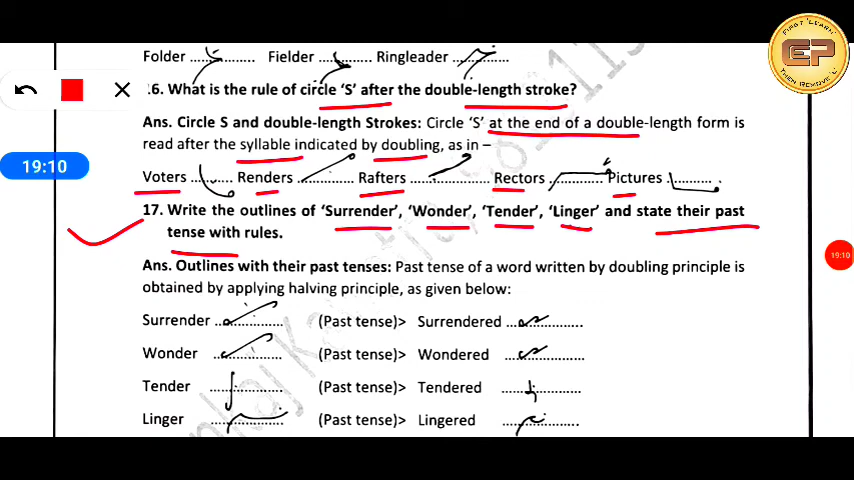 Folder .............. Fielder .............. Ringleader ..............
16. What is the rule of circle ‘S’ after the double-length stroke?
Ans. Circle S and double-length Strokes: Circle ‘S’ at the end of a double-length form is
read after the syllable indicated by doubling, as in –
Voters .............. Renders .............. Rafters .............. Rectors .............. Pictures ..............
17. Write the outlines of ‘Surrender’, ‘Wonder’, ‘Tender’, ‘Linger’ and state their past
tense with rules.
Ans. Outlines with their past tenses: Past tense of a word written by doubling principle is
obtained by applying halving principle, as given below:
Surrender .............. (Past tense)> Surrendered ..............
Wonder .............. (Past tense)> Wondered ..............
Tender .............. (Past tense)> Tendered ..............
Linger .............. (Past tense)> Lingered ..............
19:10
19:10
FIRST 'LEARN'
EP
THEN REMOVE 'L'